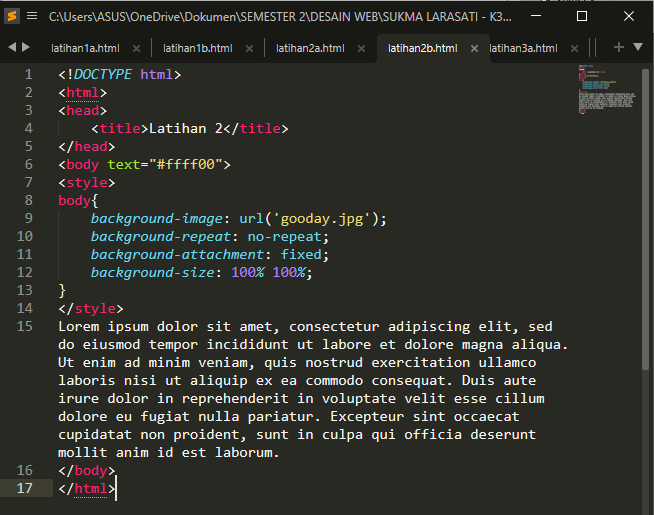 C:\Users\ASUS\OneDrive\Dokumen\SEMESTER 2\DESAIN WEB\SUKMA LARASATI - K3...
latihan1a.html latihan1b.html latihan2a.html latihan2b.html latihan3a.html
1 <!DOCTYPE html>
2 <html>
3 <head>
4     <title>Latihan 2</title>
5 </head>
6 <body text="#ffff00">
7 <style>
8 body{
9     background-image: url('gooday.jpg');
10     background-repeat: no-repeat;
11     background-attachment: fixed;
12     background-size: 100% 100%;
13 }
14 </style>
15 Lorem ipsum dolor sit amet, consectetur adipiscing elit, sed
do eiusmod tempor incididunt ut labore et dolore magna aliqua.
Ut enim ad minim veniam, quis nostrud exercitation ullamco
laboris nisi ut aliquip ex ea commodo consequat. Duis aute
irure dolor in reprehenderit in voluptate velit esse cillum
dolore eu fugiat nulla pariatur. Excepteur sint occaecat
cupidatat non proident, sunt in culpa qui officia deserunt
mollit anim id est laborum.
16 </body>
17 </html>